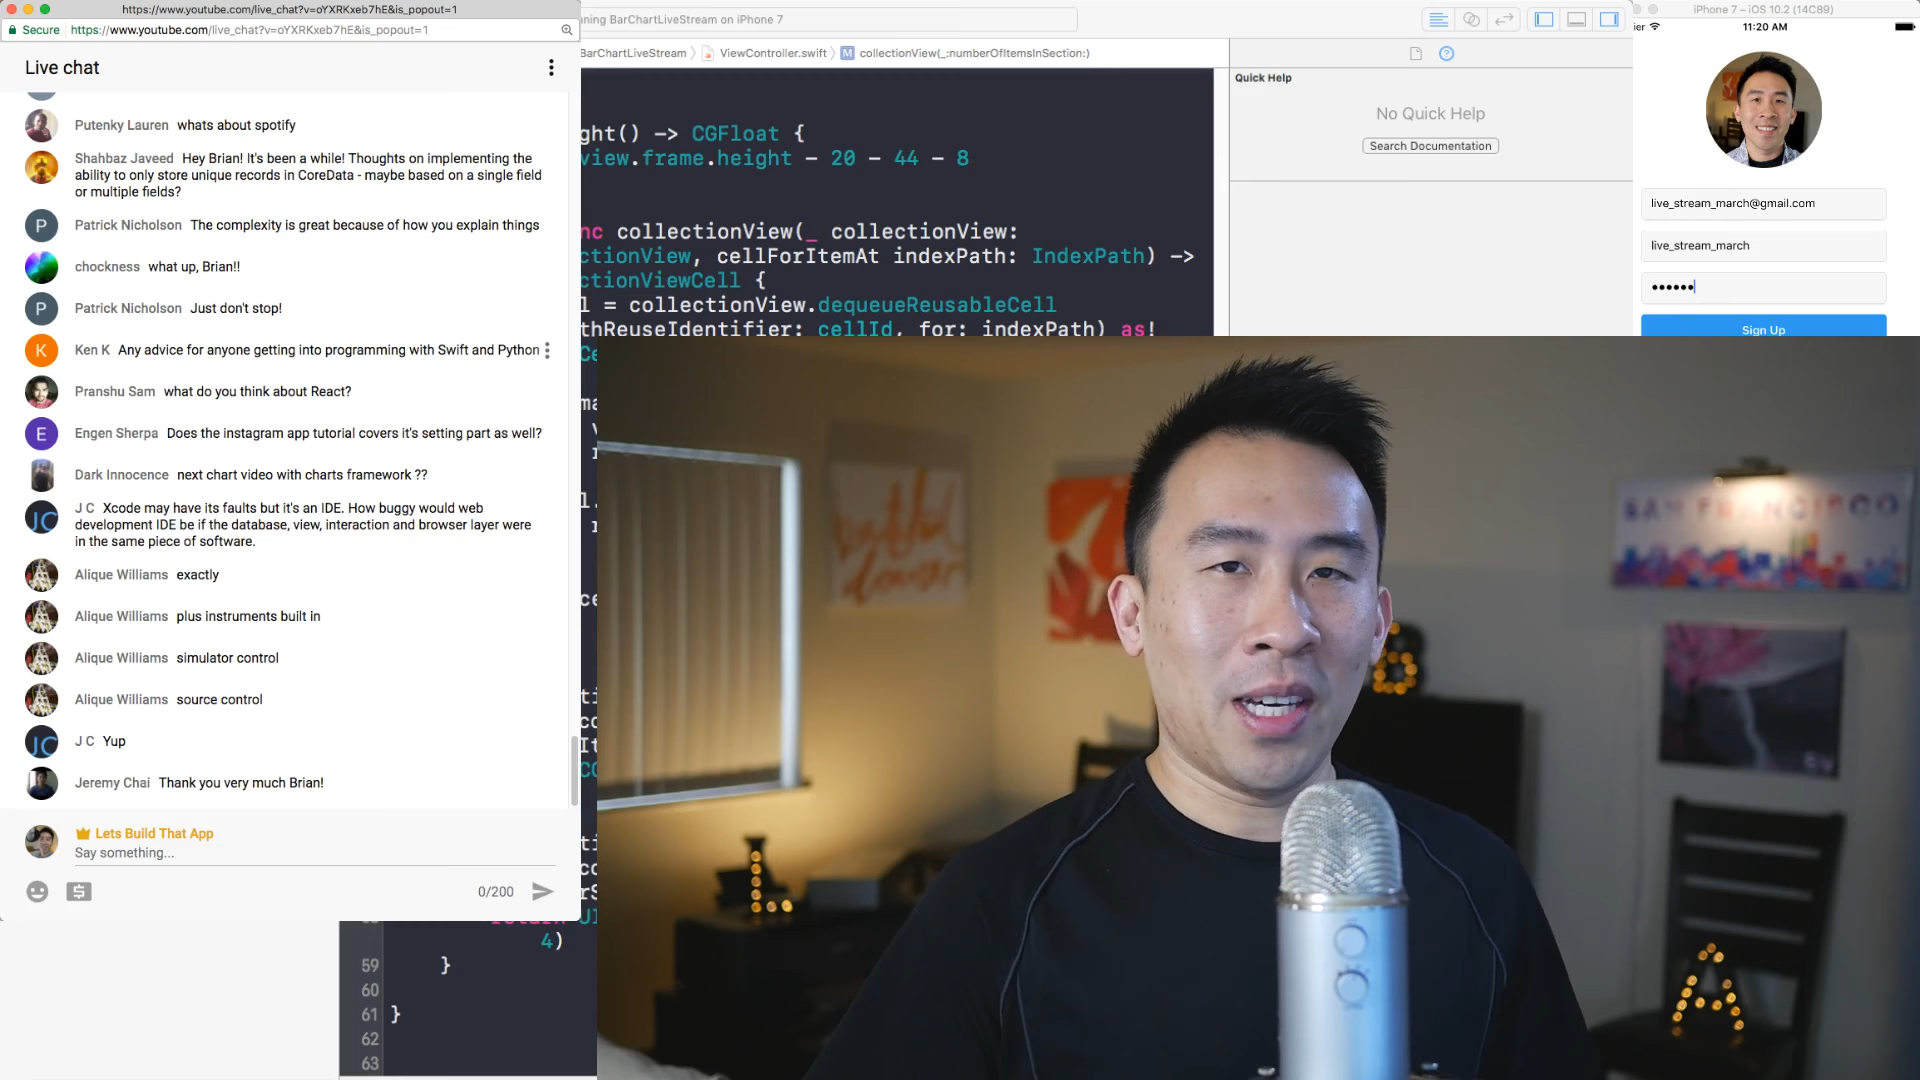 https://www.youtube.com/live_chat?v=oYXRKxeb7hE&is_popout=1
Secure https://www.youtube.com/live_chat?v=oYXRKxeb7hE&is_popout=1
Live chat
Putenky Lauren whats about spotify
Shahbaz Javeed Hey Brian! It's been a while! Thoughts on implementing the
ability to only store unique records in CoreData - maybe based on a single field
or multiple fields?
P Patrick Nicholson The complexity is great because of how you explain things
chockness what up, Brian!!
P Patrick Nicholson Just don't stop!
K Ken K Any advice for anyone getting into programming with Swift and Python
Pranshu Sam what do you think about React?
E Engen Sherpa Does the instagram app tutorial covers it's setting part as well?
Dark Innocence next chart video with charts framework ??
JC J C Xcode may have its faults but it's an IDE. How buggy would web
development IDE be if the database, view, interaction and browser layer were
in the same piece of software.
Alique Williams exactly
Alique Williams plus instruments built in
Alique Williams simulator control
Alique Williams source control
JC J C Yup
Jeremy Chai Thank you very much Brian!
Lets Build That App
Say something...
0/200
ning BarChartLiveStream on iPhone 7
BarChartLiveStream ViewController.swift M collectionView(_:numberOfItemsInSection:)
ght() -> CGFloat {
view.frame.height - 20 - 44 - 8
nc collectionView(_ collectionView:
ctionView, cellForItemAt indexPath: IndexPath) ->
ctionViewCell {
l = collectionView.dequeueReusableCell
thReuseIdentifier: cellId, for: indexPath) as!
4)
59 }
60
61 }
62
63
Quick Help
No Quick Help
Search Documentation
iPhone 7 – iOS 10.2 (14C89)
ier 11:20 AM
live_stream_march@gmail.com
live_stream_march
••••••
Sign Up
SAN FRANCISCO
B
L
A